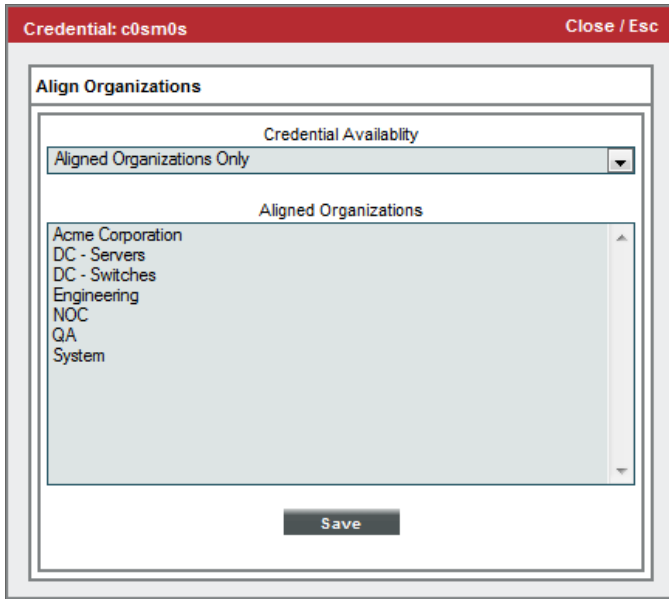 Credential: c0sm0s Close / Esc
Align Organizations
Credential Availablity
Aligned Organizations Only
Aligned Organizations
Acme Corporation
DC - Servers
DC - Switches
Engineering
NOC
QA
System
Save